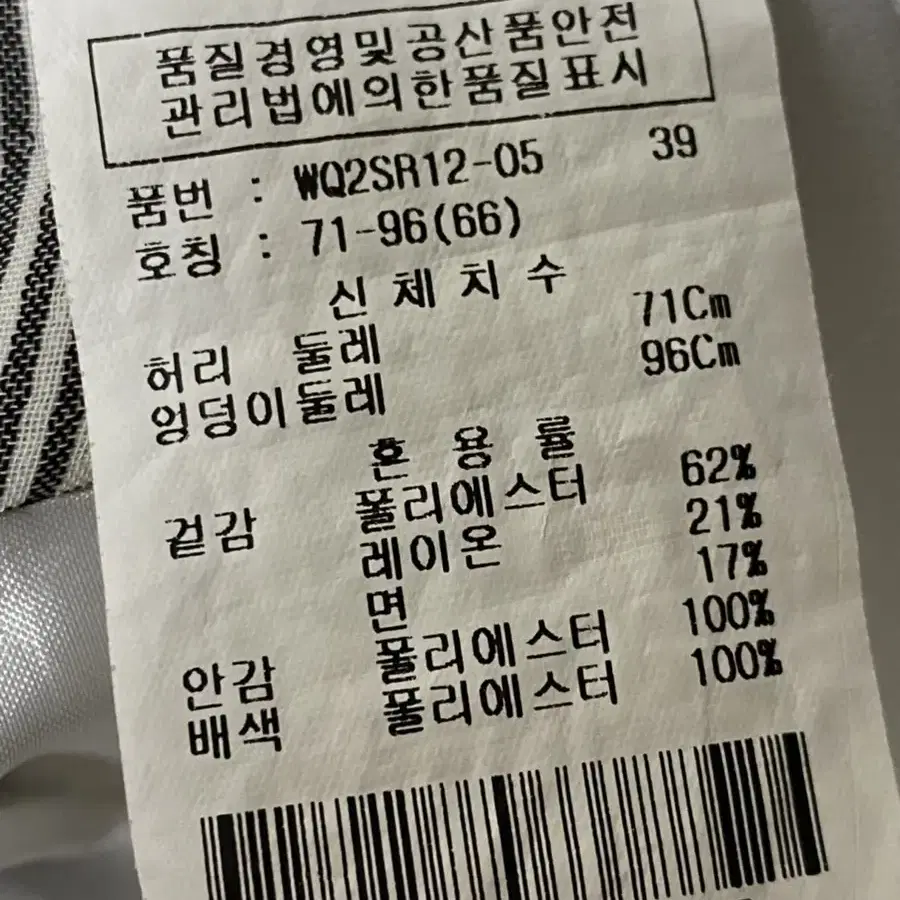 품질경영및공산품안전
관리법에의한품질표시
품번 : WQ2SR12-05 39
호칭 : 71-96(66)
신체치수
허리 둘레 71Cm
엉덩이둘레 96Cm
혼용률
겉감 폴리에스터 62%
레이온 21%
면 17%
안감 폴리에스터 100%
배색 폴리에스터 100%